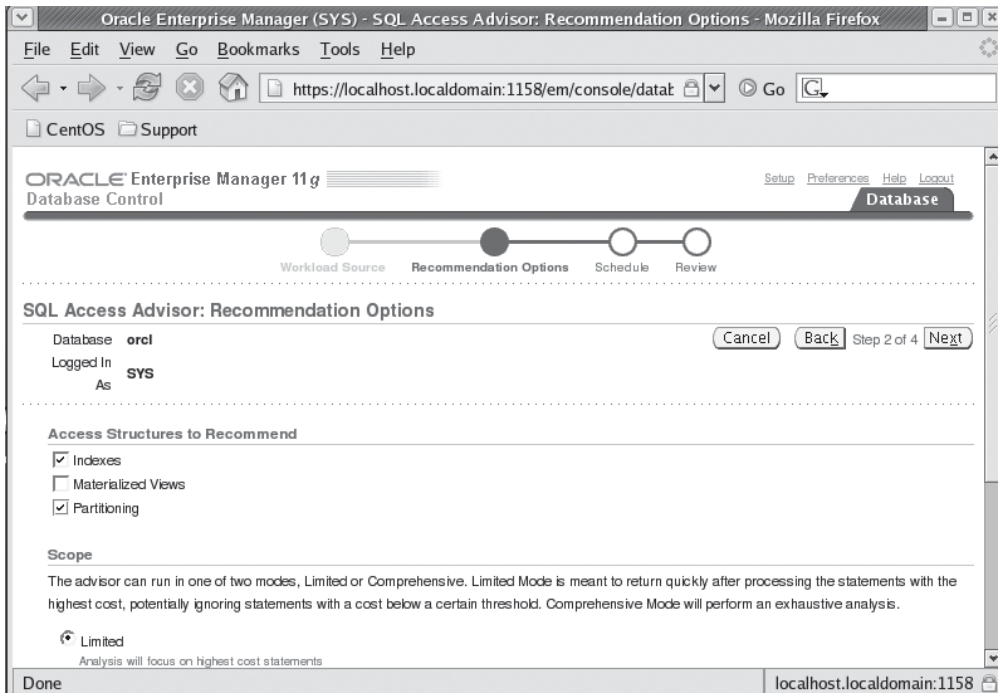 Oracle Enterprise Manager (SYS) - SQL Access Advisor: Recommendation Options - Mozilla Firefox
File Edit View Go Bookmarks Tools Help
https://localhost.localdomain:1158/em/console/datab Go G
CentOS Support
ORACLE Enterprise Manager 11g
Database Control
Setup Preferences Help Logout
Database
Workload Source Recommendation Options Schedule Review
SQL Access Advisor: Recommendation Options
Database orcl
Logged In As SYS
Cancel Back Step 2 of 4 Next
Access Structures to Recommend
Indexes
Materialized Views
Partitioning
Scope
The advisor can run in one of two modes, Limited or Comprehensive. Limited Mode is meant to return quickly after processing the statements with the
highest cost, potentially ignoring statements with a cost below a certain threshold. Comprehensive Mode will perform an exhaustive analysis.
Limited
Analysis will focus on highest cost statements
Done localhost.localdomain:1158